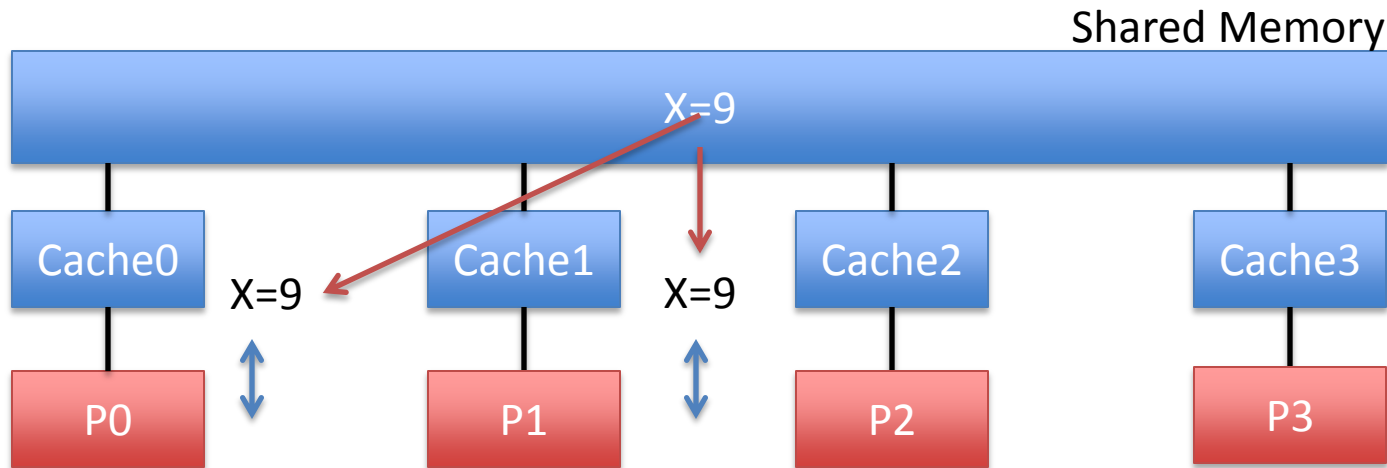 Shared Memory
X=9
Cache0
Cache1
Cache2
Cache3
X=9
X=9
P0
P1
P2
P3